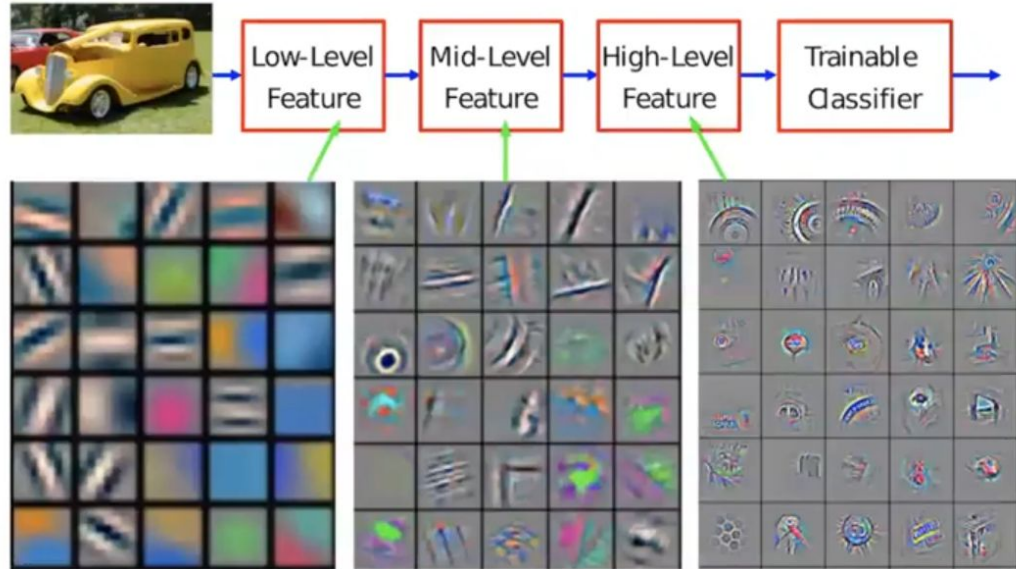 Low-Level
Feature
Mid-Level
Feature
High-Level
Feature
Trainable
Classifier